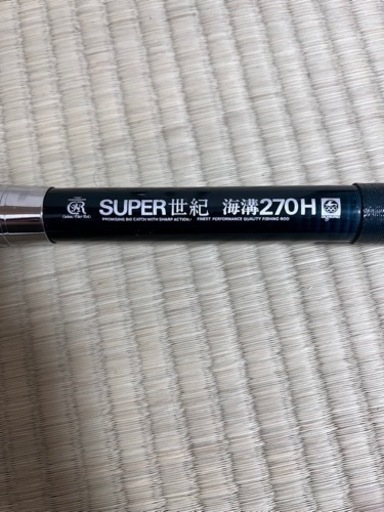 SUPER世紀 海溝270H
PROMISING BIG CATCH WITH SHARP ACTION! FINEST PERFORMANCE QUALITY FISHING ROD